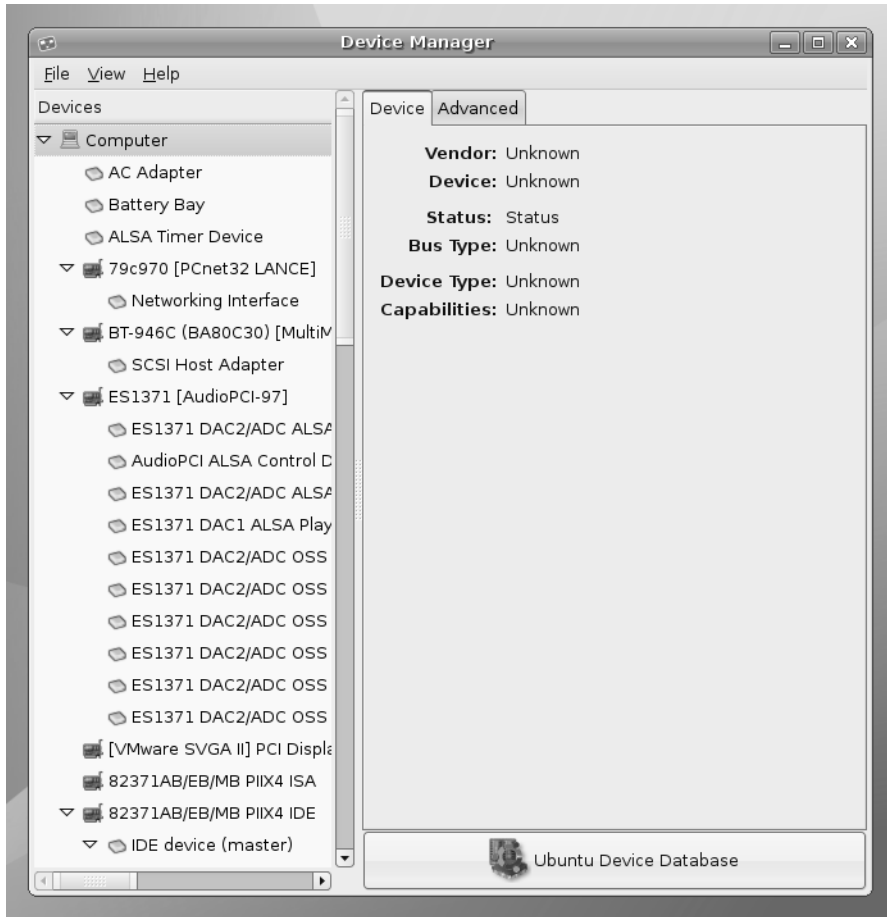 Device Manager
File View Help
Devices
Computer
AC Adapter
Battery Bay
ALSA Timer Device
79c970 [PCnet32 LANCE]
Networking Interface
BT-946C (BA80C30) [MultiM
SCSI Host Adapter
ES1371 [AudioPCI-97]
ES1371 DAC2/ADC ALSA
AudioPCI ALSA Control D
ES1371 DAC2/ADC ALSA
ES1371 DAC1 ALSA Play
ES1371 DAC2/ADC OSS
ES1371 DAC2/ADC OSS
ES1371 DAC2/ADC OSS
ES1371 DAC2/ADC OSS
ES1371 DAC2/ADC OSS
ES1371 DAC2/ADC OSS
[VMware SVGA II] PCI Displa
82371AB/EB/MB PIIX4 ISA
82371AB/EB/MB PIIX4 IDE
IDE device (master)
Device Advanced
Vendor: Unknown
Device: Unknown
Status: Status
Bus Type: Unknown
Device Type: Unknown
Capabilities: Unknown
Ubuntu Device Database